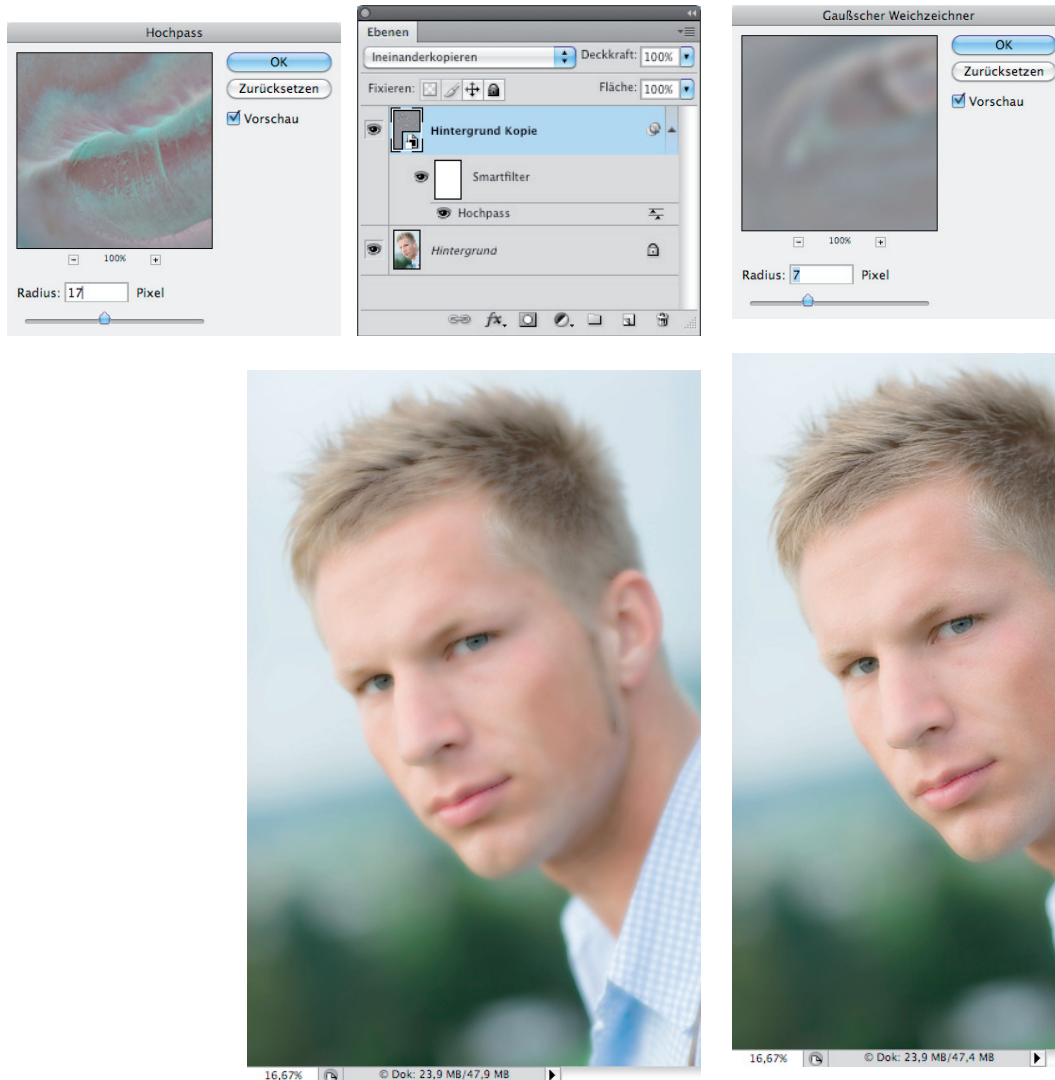 Hochpass
OK
Zurücksetzen
Vorschau
100%
Radius: 17 Pixel
Ebenen
Ineinanderkopieren Deckkraft: 100%
Fixieren: Fläche: 100%
Hintergrund Kopie
Smartfilter
Hochpass
Hintergrund
fx.
Gaußscher Weichzeichner
OK
Zurücksetzen
Vorschau
100%
Radius: 7 Pixel
16,67% © Dok: 23,9 MB/47,9 MB
16,67% © Dok: 23,9 MB/47,4 MB